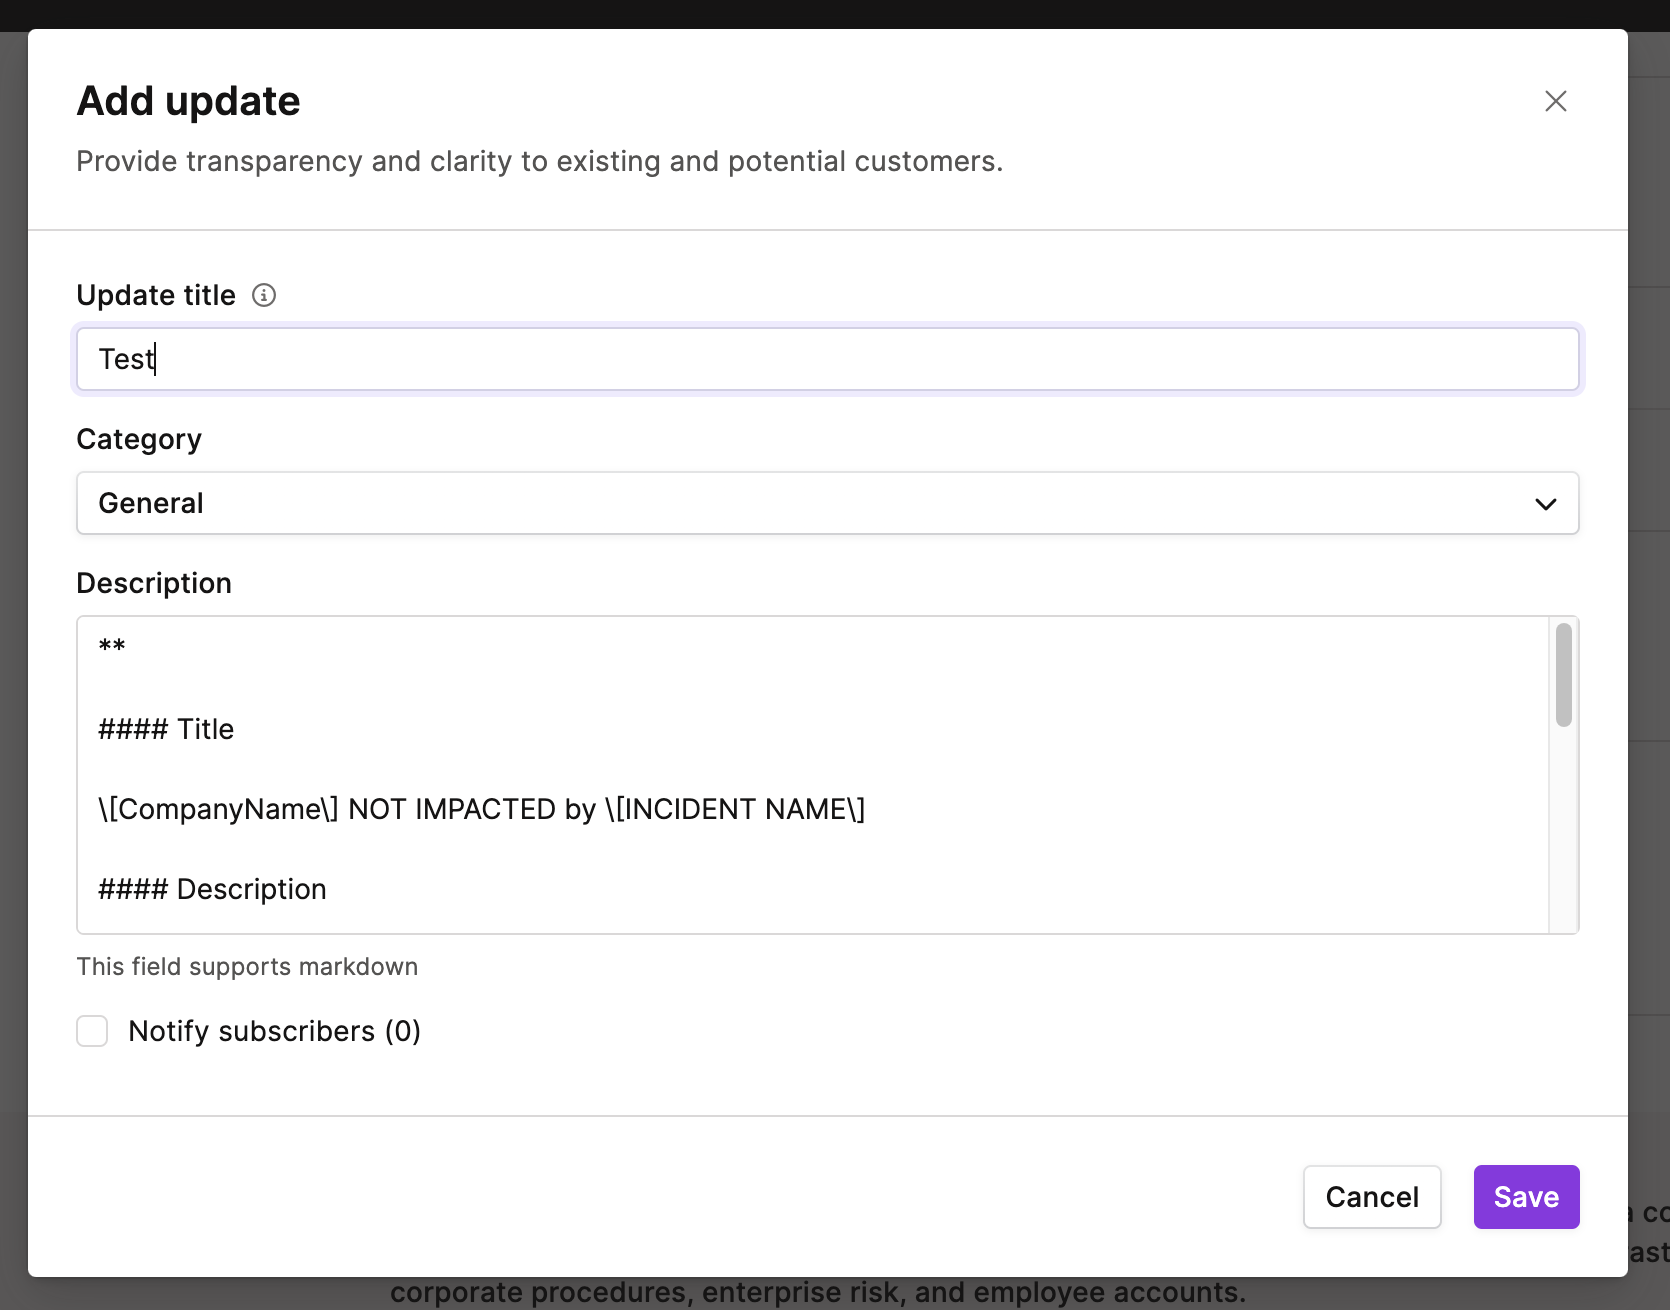 Add update
Provide transparency and clarity to existing and potential customers.
Update title
Test
Category
General
Description
**
#### Title
\[CompanyName\] NOT IMPACTED by \[INCIDENT NAME\]
#### Description
This field supports markdown
Notify subscribers (0)
Cancel
Save
corporate procedures, enterprise risk, and employee accounts.